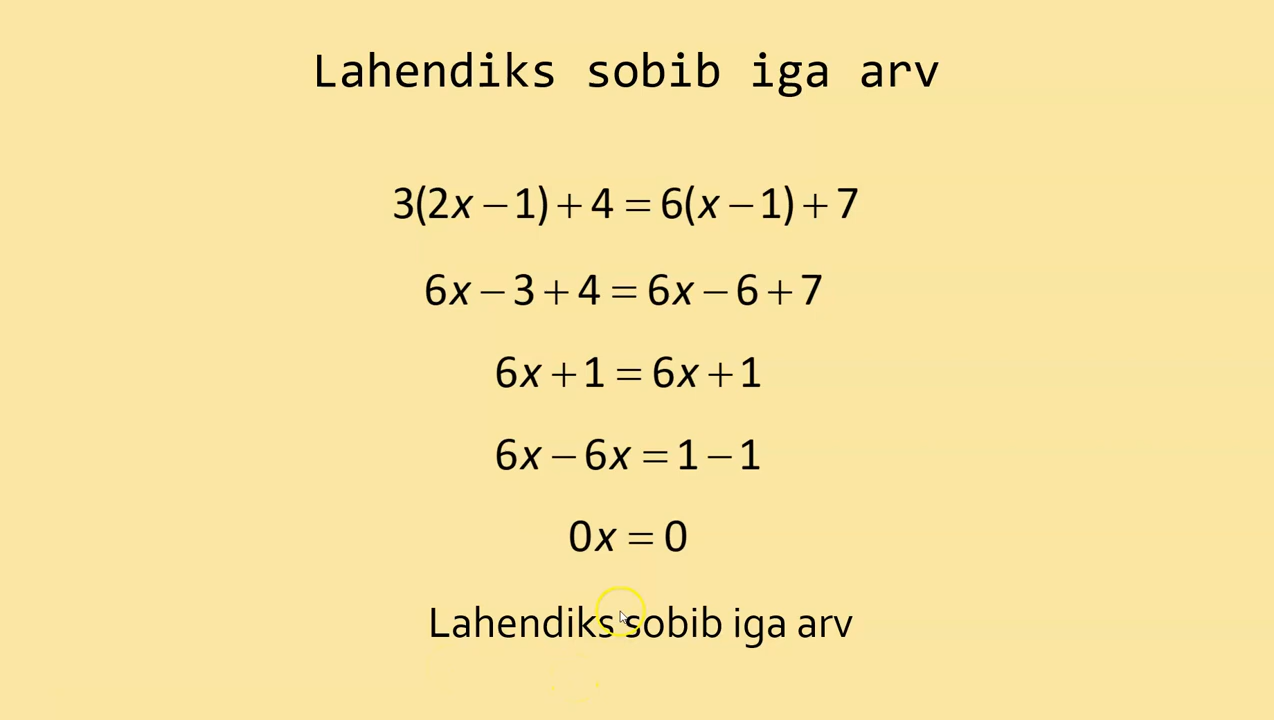 Lahendiks sobib iga arv
3(2x − 1) + 4 = 6(x − 1) + 7
6x − 3 + 4 = 6x − 6 + 7
6x + 1 = 6x + 1
6x − 6x = 1 − 1
0x = 0
Lahendiks sobib iga arv